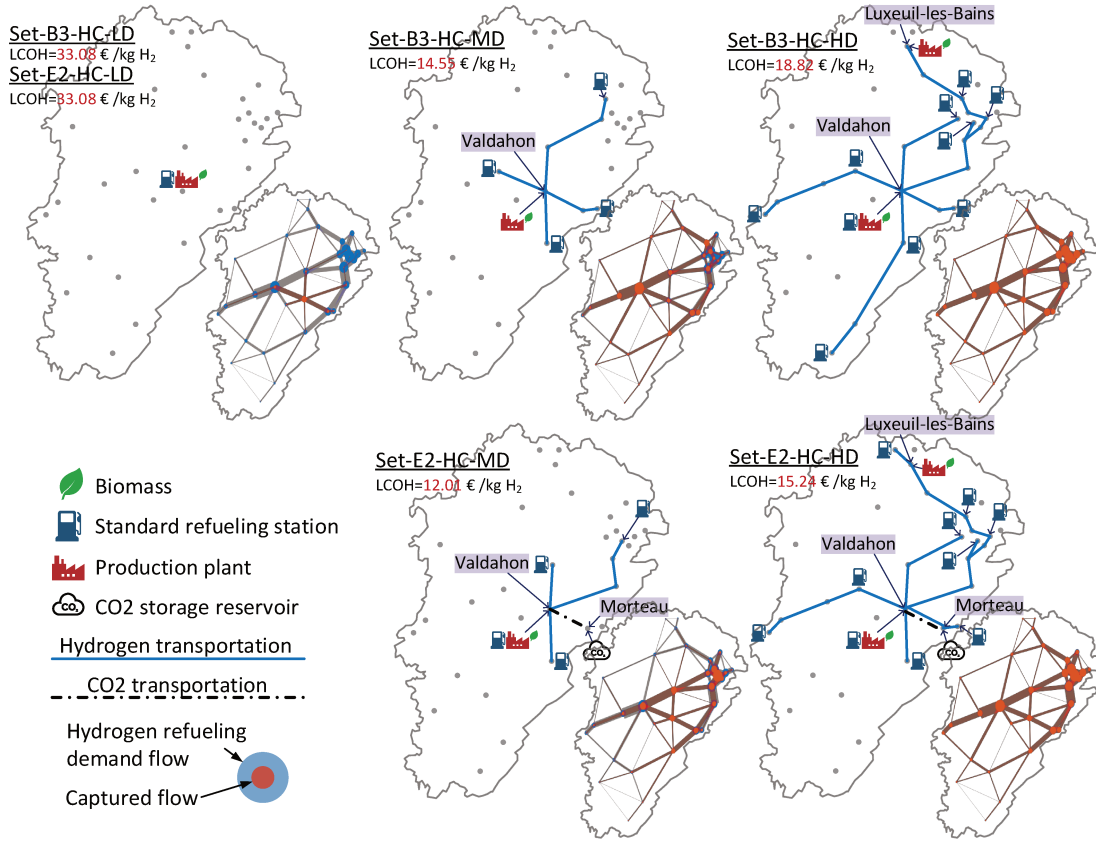 Set-B3-HC-LD
LCOH=33.08 € /kg H₂
Set-E2-HC-LD
LCOH=33.08 € /kg H₂
Set-B3-HC-MD
LCOH=14.55 € /kg H₂
Valdahon
Set-B3-HC-HD
LCOH=18.82 € /kg H₂
Luxeuil-les-Bains
Valdahon
Set-E2-HC-MD
LCOH=12.01 € /kg H₂
Valdahon
Morteau
CO₂
Set-E2-HC-HD
LCOH=15.24 € /kg H₂
Luxeuil-les-Bains
Valdahon
Morteau
CO₂
Biomass
Standard refueling station
Production plant
CO₂
CO2 storage reservoir
Hydrogen transportation
CO2 transportation
Hydrogen refueling
demand flow
Captured flow